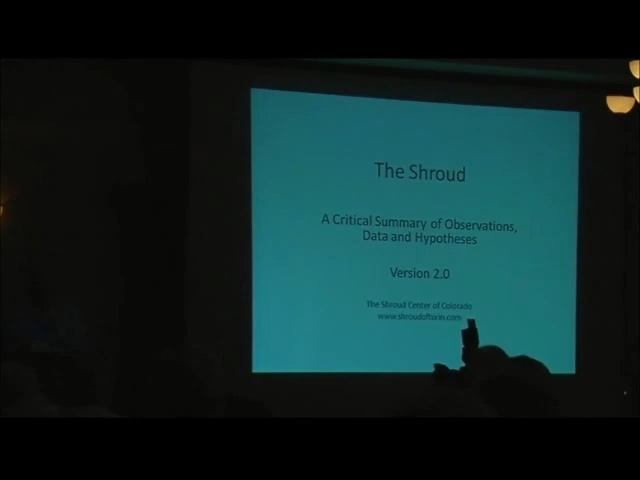 The Shroud
A Critical Summary of Observations,
Data and Hypotheses
Version 2.0
The Shroud Center of Colorado
www.shroudofturin.com